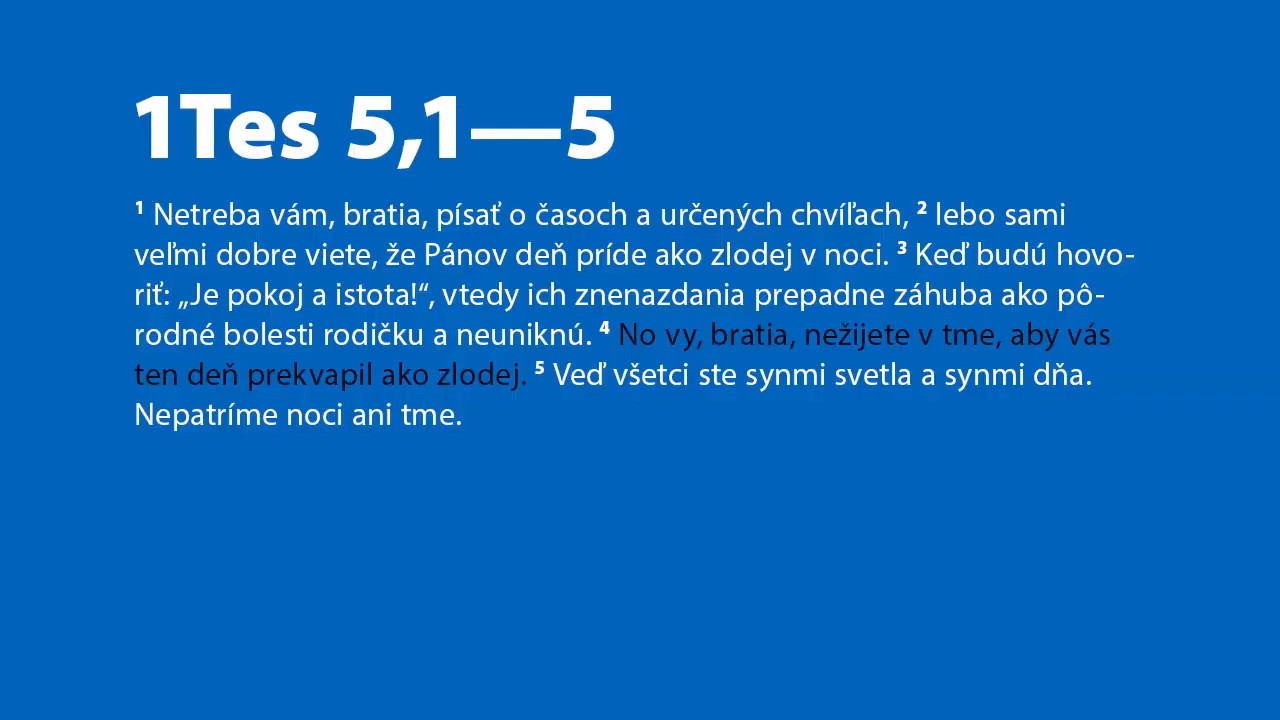 1Tes 5,1—5
¹ Netreba vám, bratia, písať o časoch a určených chvíľach, ² lebo sami
veľmi dobre viete, že Pánov deň príde ako zlodej v noci. ³ Keď budú hovo-
riť: „Je pokoj a istota!“, vtedy ich znenazdania prepadne záhuba ako pô-
rodné bolesti rodičku a neuniknú. ⁴ No vy, bratia, nežijete v tme, aby vás
ten deň prekvapil ako zlodej. ⁵ Veď všetci ste synmi svetla a synmi dňa.
Nepatríme noci ani tme.